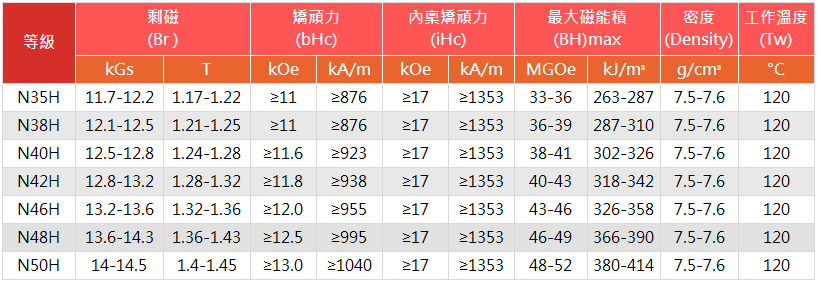 等級 剩磁 矯頑力 內稟矯頑力 最大磁能積 密度 工作溫度
(Br ) (bHc) (iHc) (BH)max (Density) (Tw)
kGs T kOe kA/m kOe kA/m MGOe kJ/m³ g/cm³ °C
N35H 11.7-12.2 1.17-1.22 ≥11 ≥876 ≥17 ≥1353 33-36 263-287 7.5-7.6 120
N38H 12.1-12.5 1.21-1.25 ≥11 ≥876 ≥17 ≥1353 36-39 287-310 7.5-7.6 120
N40H 12.5-12.8 1.24-1.28 ≥11.6 ≥923 ≥17 ≥1353 38-41 302-326 7.5-7.6 120
N42H 12.8-13.2 1.28-1.32 ≥11.8 ≥938 ≥17 ≥1353 40-43 318-342 7.5-7.6 120
N46H 13.2-13.6 1.32-1.36 ≥12.0 ≥955 ≥17 ≥1353 43-46 326-358 7.5-7.6 120
N48H 13.6-14.3 1.36-1.43 ≥12.5 ≥995 ≥17 ≥1353 46-49 366-390 7.5-7.6 120
N50H 14-14.5 1.4-1.45 ≥13.0 ≥1040 ≥17 ≥1353 48-52 380-414 7.5-7.6 120